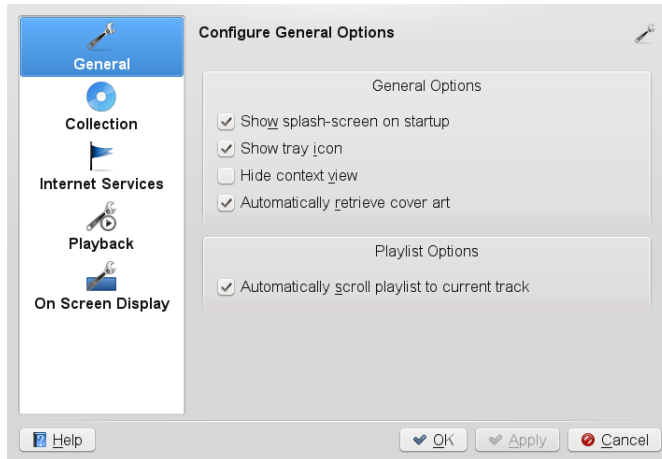 General
Collection
Internet Services
Playback
On Screen Display
Configure General Options
General Options
Show splash-screen on startup
Show tray icon
Hide context view
Automatically retrieve cover art
Playlist Options
Automatically scroll playlist to current track
Help
OK
Apply
Cancel